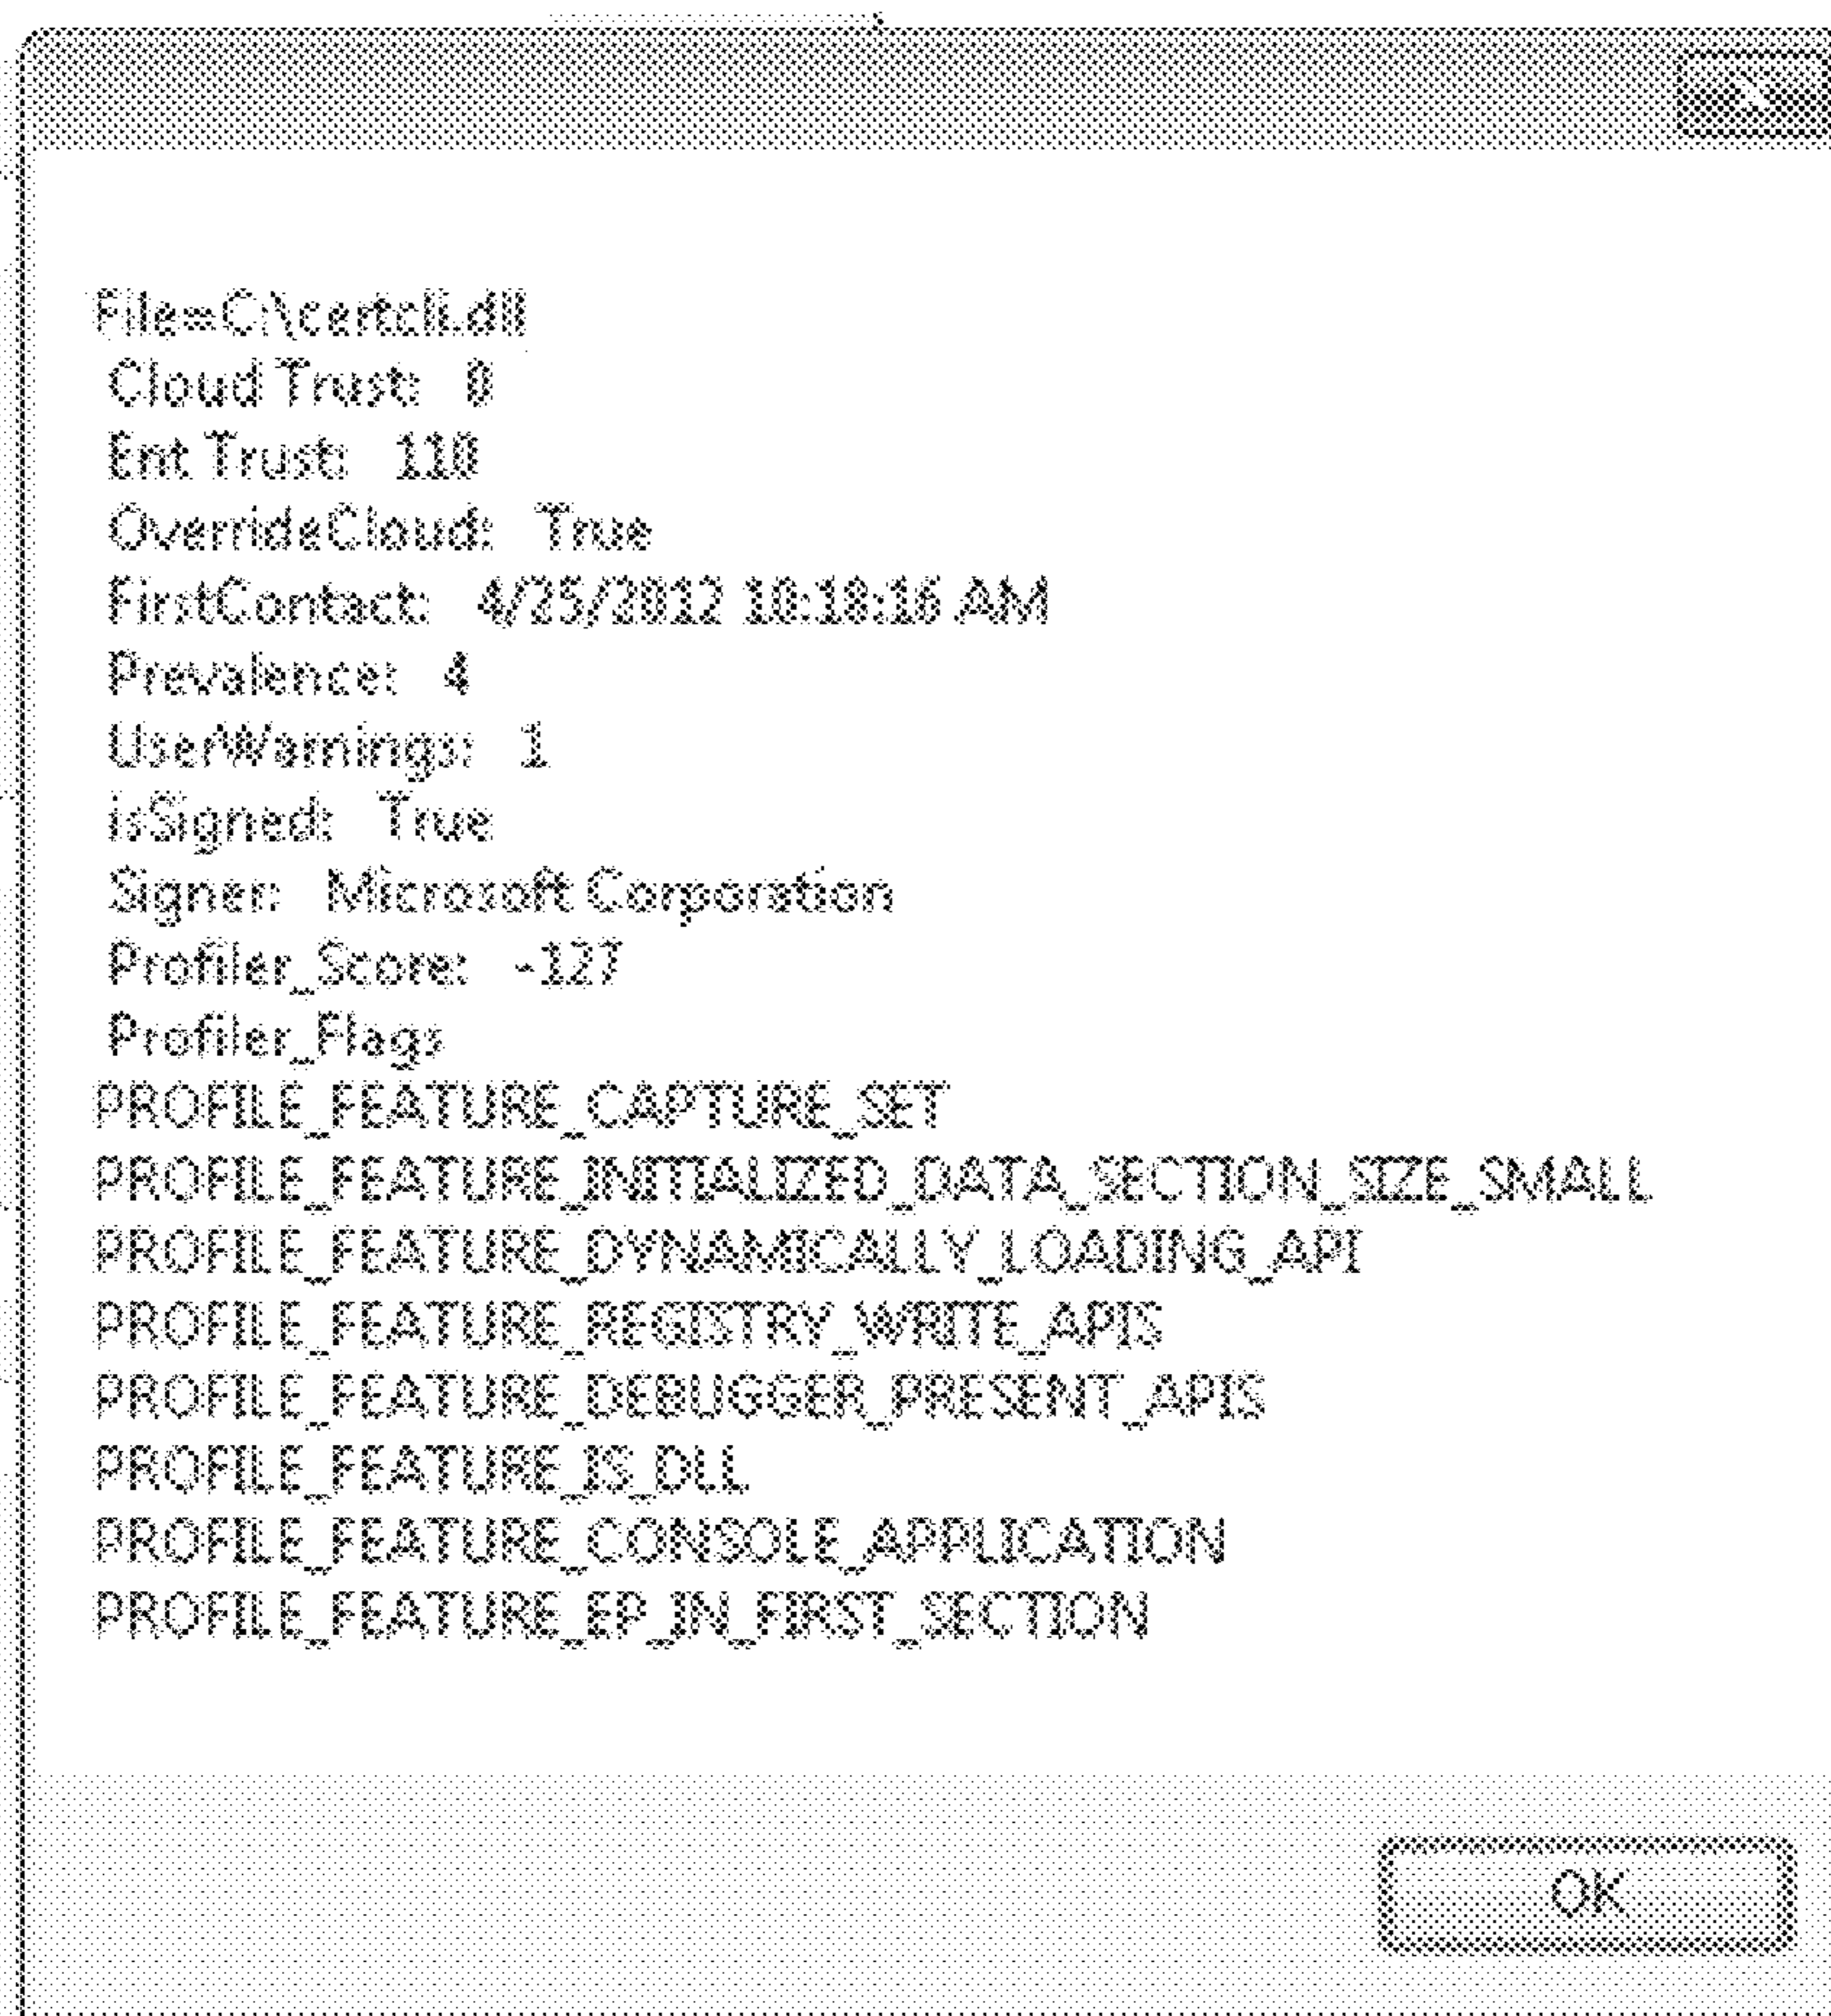 File=C:\certcli.dll
Cloud Trust: 0
Ent Trust: 110
OverrideCloud: True
FirstContact: 4/25/2012 10:18:16 AM
Prevalence: 4
UserWarnings: 1
isSigned: True
Signer: Microsoft Corporation
Profiler_Score: -127
Profiler_Flags
PROFILE_FEATURE_CAPTURE_SET
PROFILE_FEATURE_INITIALIZED_DATA_SECTION_SIZE_SMALL
PROFILE_FEATURE_DYNAMICALLY_LOADING_API
PROFILE_FEATURE_REGISTRY_WRITE_APIS
PROFILE_FEATURE_DEBUGGER_PRESENT_APIS
PROFILE_FEATURE_IS_DLL
PROFILE_FEATURE_CONSOLE_APPLICATION
PROFILE_FEATURE_EP_IN_FIRST_SECTION
OK